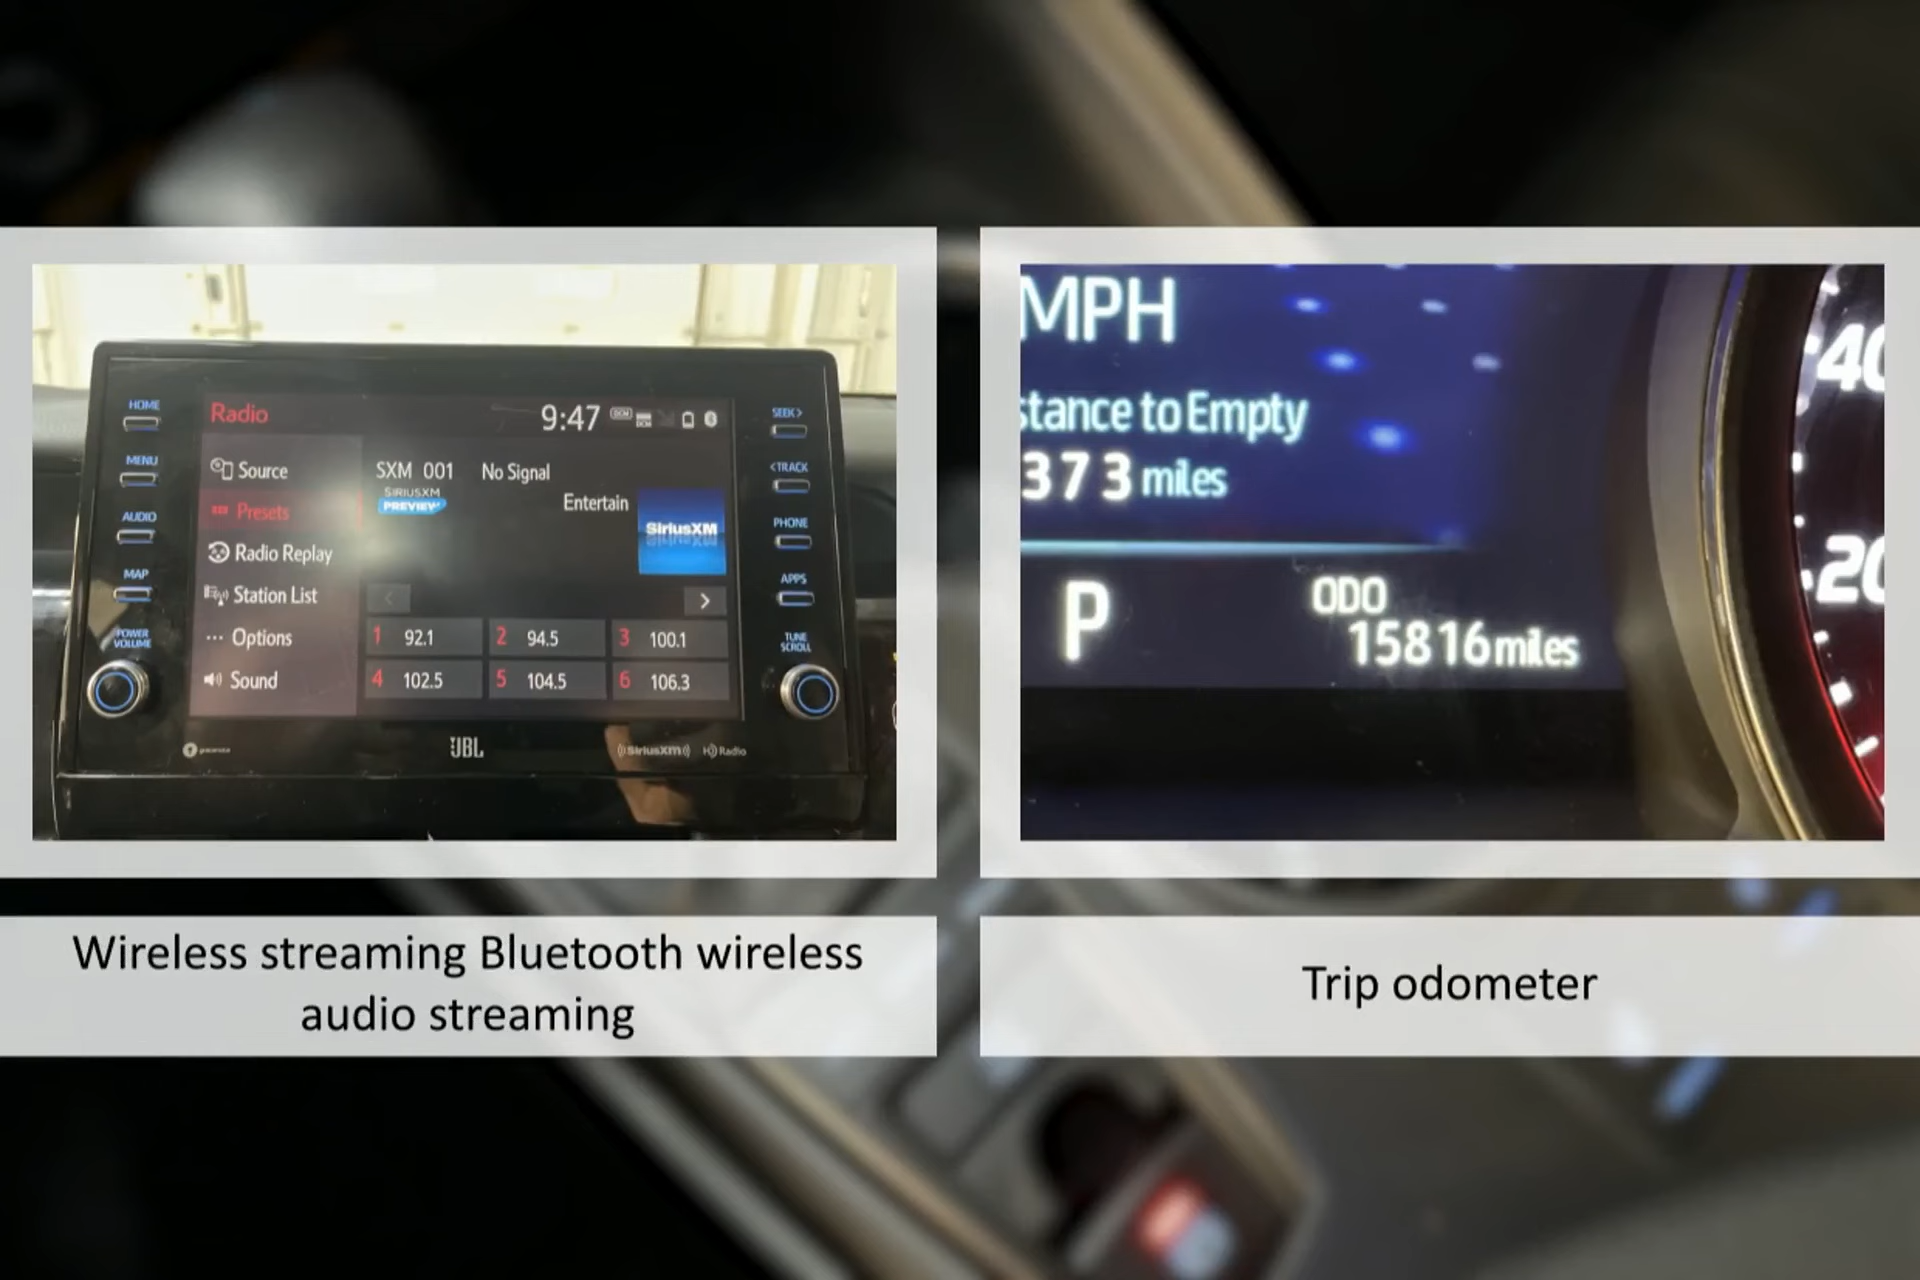 HOME
MENU
AUDIO
MAP
POWER
VOLUME
Radio
9:47
Source
Presets
Radio Replay
Station List
Options
Sound
SXM 001 No Signal
SIRIUSXM
PREVIEW
Entertain
SiriusXM
1 92.1 2 94.5 3 100.1
4 102.5 5 104.5 6 106.3
SEEK>
<TRACK
PHONE
APPS
TUNE
SCROLL
gracenote
JBL
SiriusXM
HD Radio
MPH
stance to Empty
373 miles
P
ODO
15816 miles
40
20
Wireless streaming Bluetooth wireless
audio streaming
Trip odometer